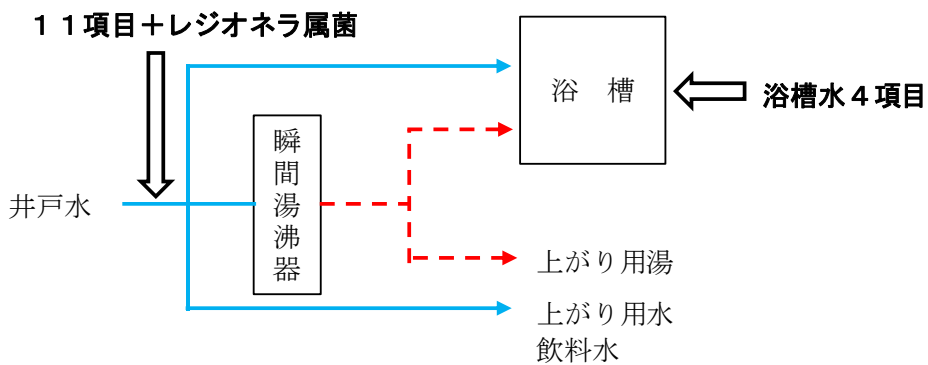 １１項目＋レジオネラ属菌
浴　槽
浴槽水４項目
瞬間湯沸器
井戸水
上がり用湯
上がり用水
飲料水